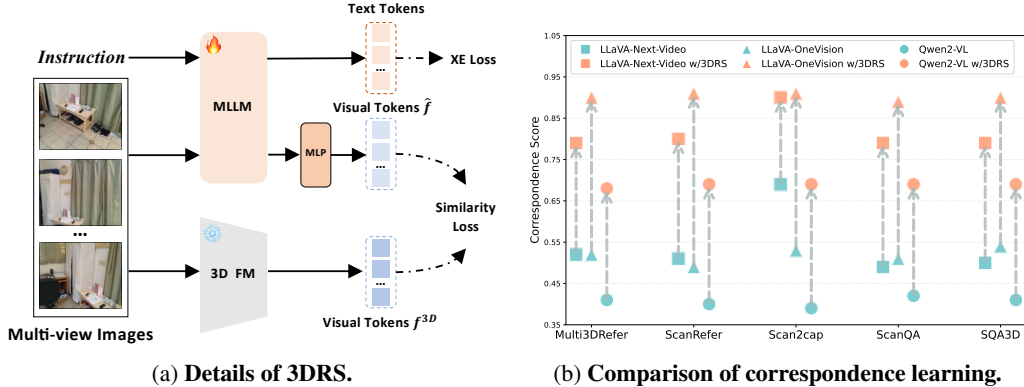 Text Tokens
Instruction
MLLM
...
XE Loss
Visual Tokens f̂
MLP
...
Similarity
Loss
...
3D FM
...
Visual Tokens f³ᴰ
Multi-view Images
(a) Details of 3DRS.
1.05
0.95
0.85
0.75
0.65
0.55
0.45
0.35
Correspondence Score
LLaVA-Next-Video LLaVA-OneVision Qwen2-VL
LLaVA-Next-Video w/3DRS LLaVA-OneVision w/3DRS Qwen2-VL w/3DRS
Multi3DRefer ScanRefer Scan2cap ScanQA SQA3D
(b) Comparison of correspondence learning.